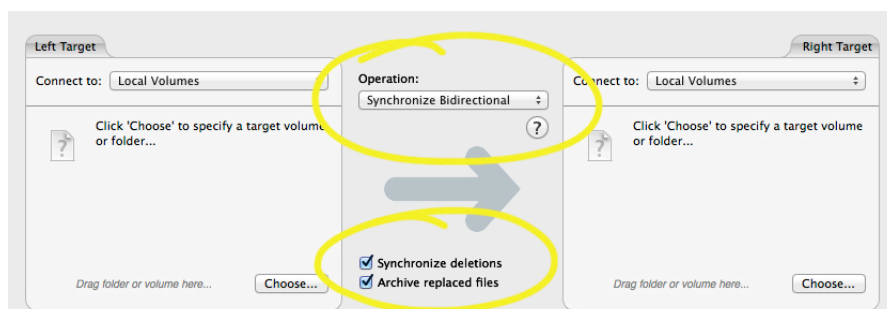 Left Target
Right Target
Connect to: Local Volumes
Operation:
Connect to: Local Volumes
Synchronize Bidirectional
?
Click 'Choose' to specify a target volume
or folder...
?
Click 'Choose' to specify a target volume
or folder...
?
Synchronize deletions
Archive replaced files
Drag folder or volume here... Choose...
Drag folder or volume here... Choose...